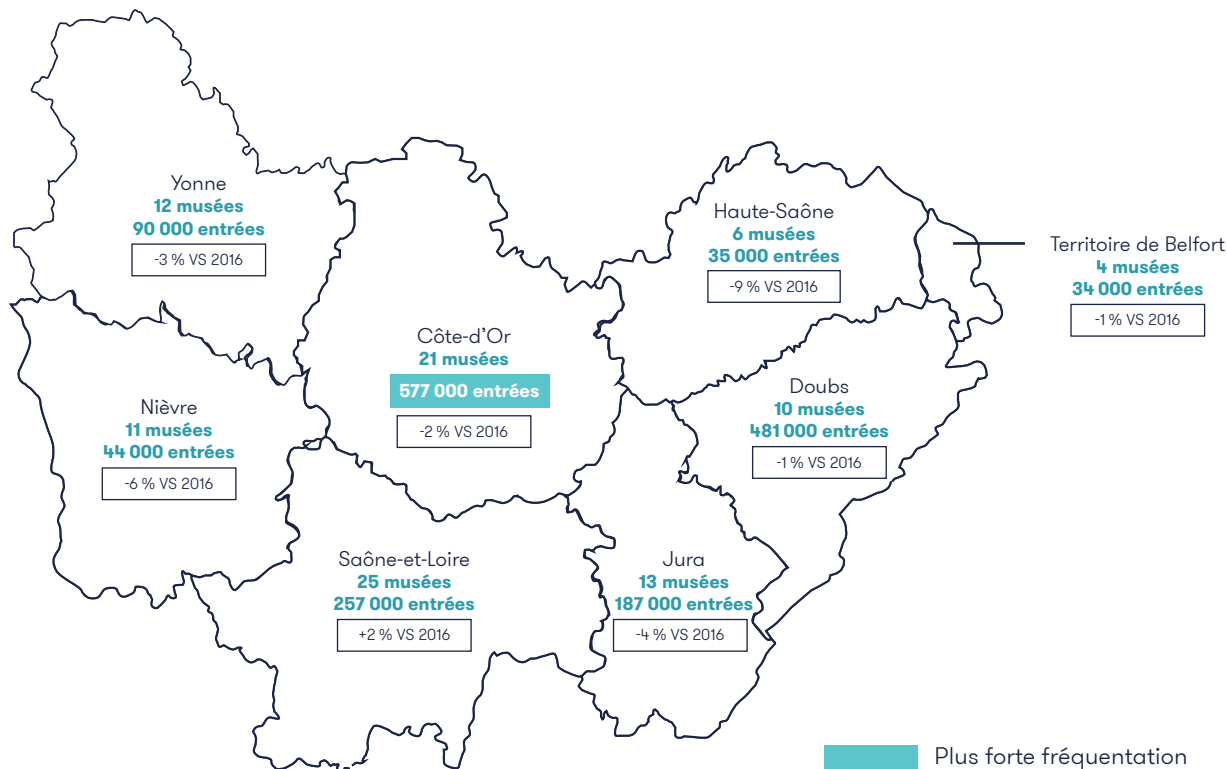 Yonne
12 musées
90 000 entrées
-3 % VS 2016
Haute-Saône
6 musées
35 000 entrées
-9 % VS 2016
Territoire de Belfort
4 musées
34 000 entrées
-1 % VS 2016
Côte-d'Or
21 musées
577 000 entrées
-2 % VS 2016
Doubs
10 musées
481 000 entrées
-1 % VS 2016
Nièvre
11 musées
44 000 entrées
-6 % VS 2016
Saône-et-Loire
25 musées
257 000 entrées
+2 % VS 2016
Jura
13 musées
187 000 entrées
-4 % VS 2016
Plus forte fréquentation